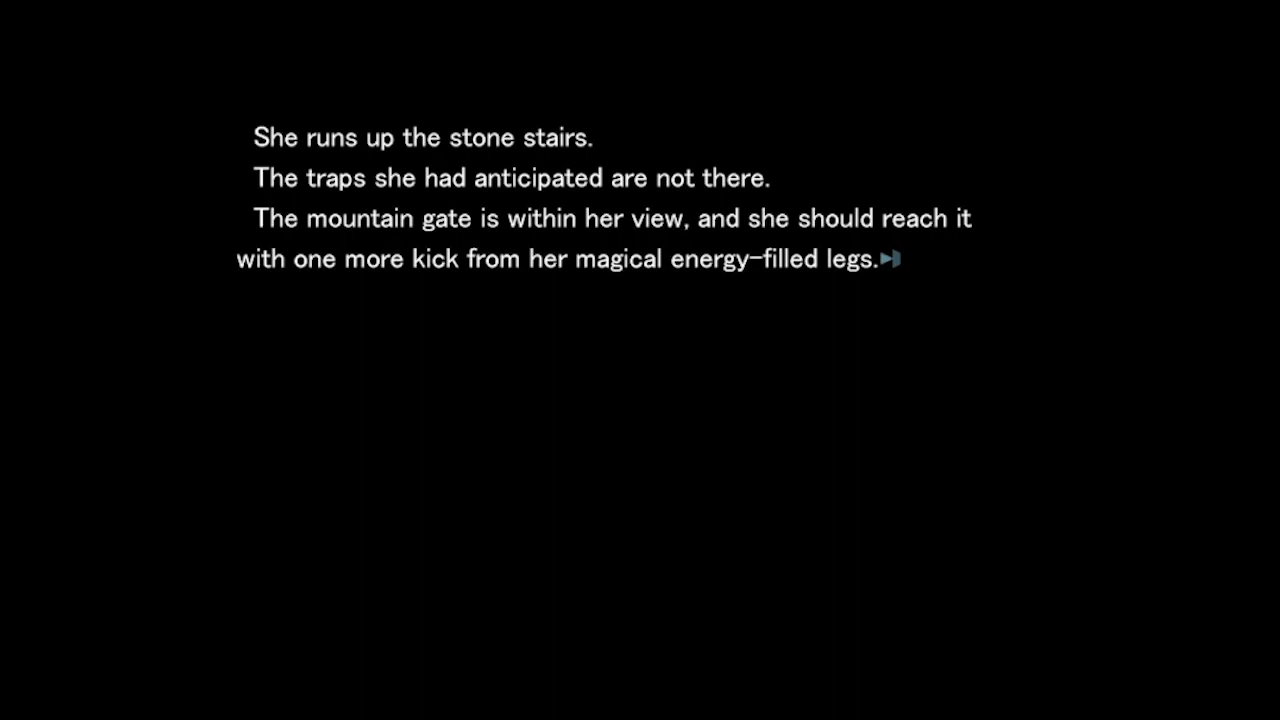 She runs up the stone stairs.
The traps she had anticipated are not there.
The mountain gate is within her view, and she should reach it
with one more kick from her magical energy-filled legs.